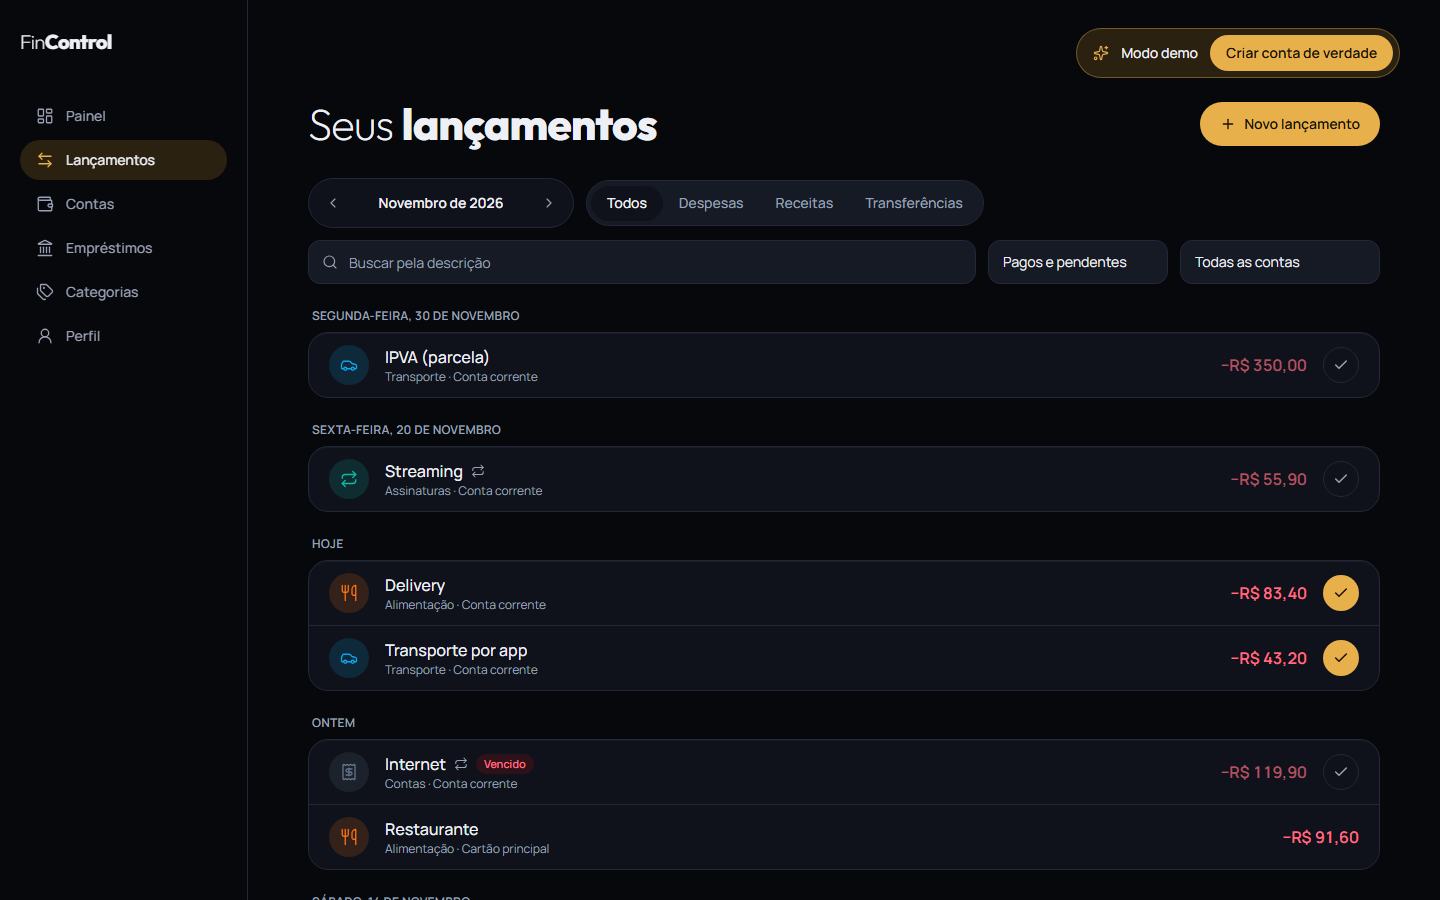 FinControl
Modo demo
Criar conta de verdade
Painel
Lançamentos
Contas
Empréstimos
Categorias
Perfil
Seus lançamentos
Novo lançamento
Novembro de 2026
Todos
Despesas
Receitas
Transferências
Buscar pela descrição
Pagos e pendentes
Todas as contas
SEGUNDA-FEIRA, 30 DE NOVEMBRO
IPVA (parcela)
Transporte · Conta corrente
−R$ 350,00
SEXTA-FEIRA, 20 DE NOVEMBRO
Streaming
Assinaturas · Conta corrente
−R$ 55,90
HOJE
Delivery
Alimentação · Conta corrente
−R$ 83,40
Transporte por app
Transporte · Conta corrente
−R$ 43,20
ONTEM
Internet
Vencido
Contas · Conta corrente
−R$ 119,90
Restaurante
Alimentação · Cartão principal
−R$ 91,60
SÁBADO, 14 DE NOVEMBRO